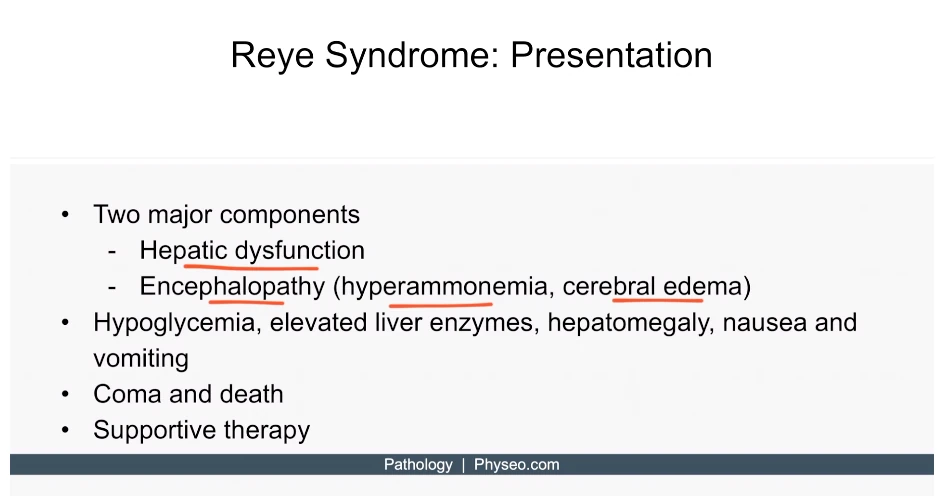 Reye Syndrome: Presentation
• Two major components
- Hepatic dysfunction
- Encephalopathy (hyperammonemia, cerebral edema)
• Hypoglycemia, elevated liver enzymes, hepatomegaly, nausea and
vomiting
• Coma and death
• Supportive therapy
Pathology | Physeo.com